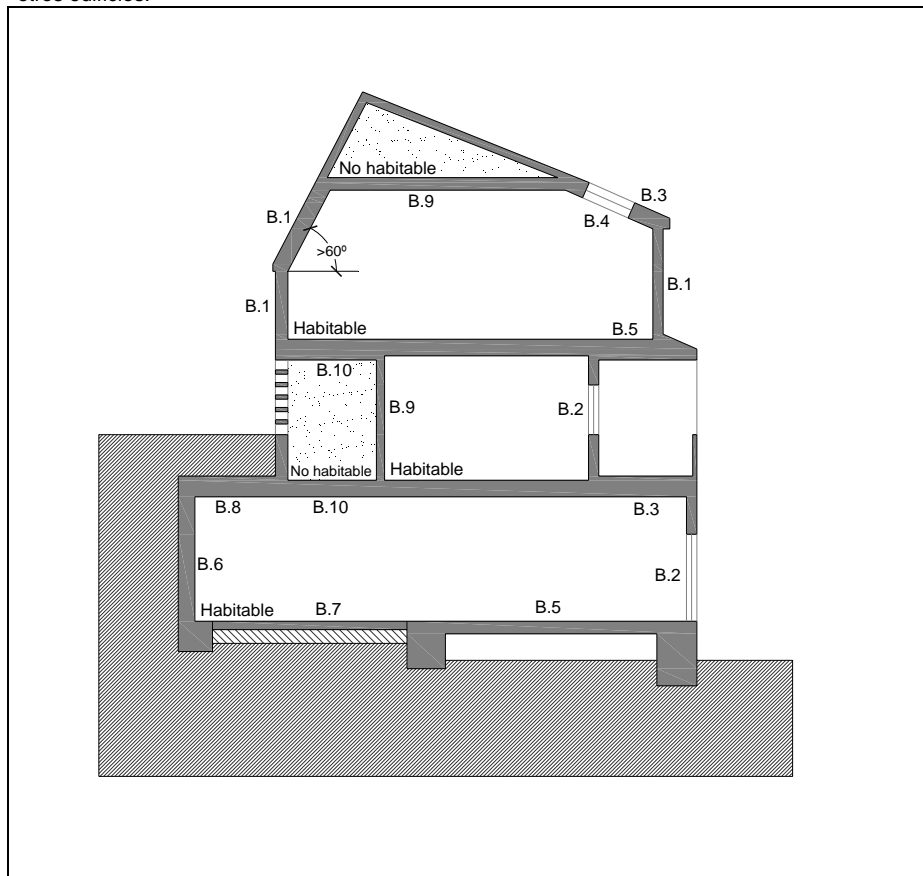 No habitable
B.3
B.9
B.4
B.1
>60º
B.1
B.1
Habitable
B.5
B.10
B.9
B.2
No habitable
Habitable
B.8
B.10
B.3
B.6
B.2
Habitable
B.7
B.5